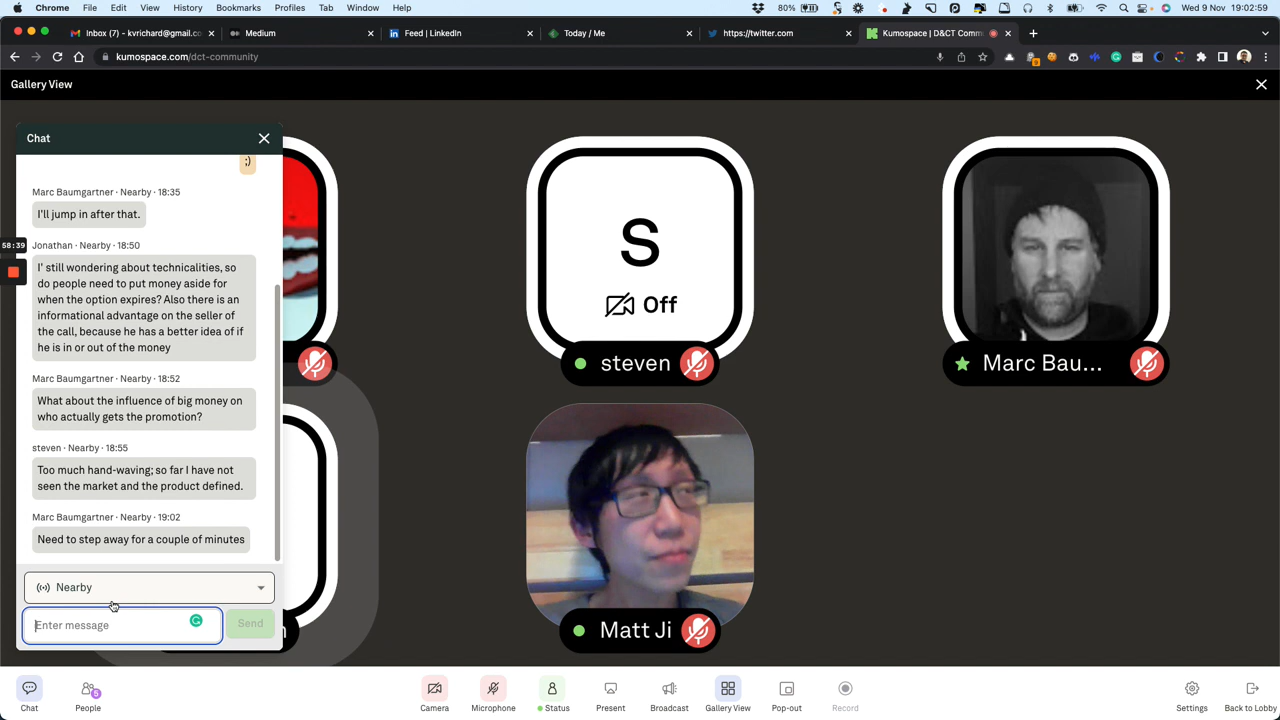 Chrome File Edit View History Bookmarks Profiles Tab Window Help 80% Wed 9 Nov 19:02:59
Inbox (7) - kvrichard@gmail.cc Medium Feed | LinkedIn Today / Me https://twitter.com Kumospace | D&CT Comm
kumospace.com/dct-community
Gallery View
Chat
;)
Marc Baumgartner · Nearby · 18:35
I'll jump in after that.
Jonathan · Nearby · 18:50
I' still wondering about technicalities, so
do people need to put money aside for
when the option expires? Also there is an
informational advantage on the seller of
the call, because he has a better idea of if
he is in or out of the money
Marc Baumgartner · Nearby · 18:52
What about the influence of big money on
who actually gets the promotion?
steven · Nearby · 18:55
Too much hand-waving; so far I have not
seen the market and the product defined.
Marc Baumgartner · Nearby · 19:02
Need to step away for a couple of minutes
Nearby
Enter message
Send
58:39
S
Off
steven
Marc Bau...
n
Matt Ji
Chat
5
People
Camera
Microphone
Status
Present
Broadcast
Gallery View
Pop-out
Record
Settings
Back to Lobby